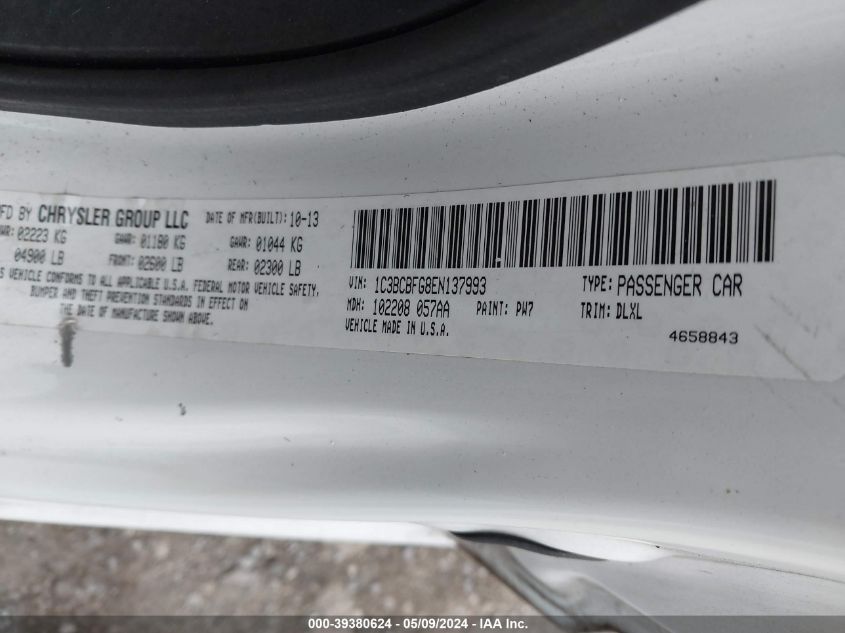 FD BY CHRYSLER GROUP LLC DATE OF MFR(BUILT): 10-13
WR: 02223 KG GAWR: 01180 KG GAWR: 01044 KG
04900 LB FRONT: 02600 LB REAR: 02300 LB
S VEHICLE CONFORMS TO ALL APPLICABLE U.S.A. FEDERAL MOTOR VEHICLE SAFETY,
BUMPER AND THEFT PREVENTION STANDARDS IN EFFECT ON
THE DATE OF MANUFACTURE SHOWN ABOVE.
VIN: 1C3BCBFG8EN137993 TYPE: PASSENGER CAR
MDH: 102208 057AA PAINT: PW7 TRIM: DLXL
VEHICLE MADE IN U.S.A. 4658843
000-39380624 - 05/09/2024 - IAA Inc.